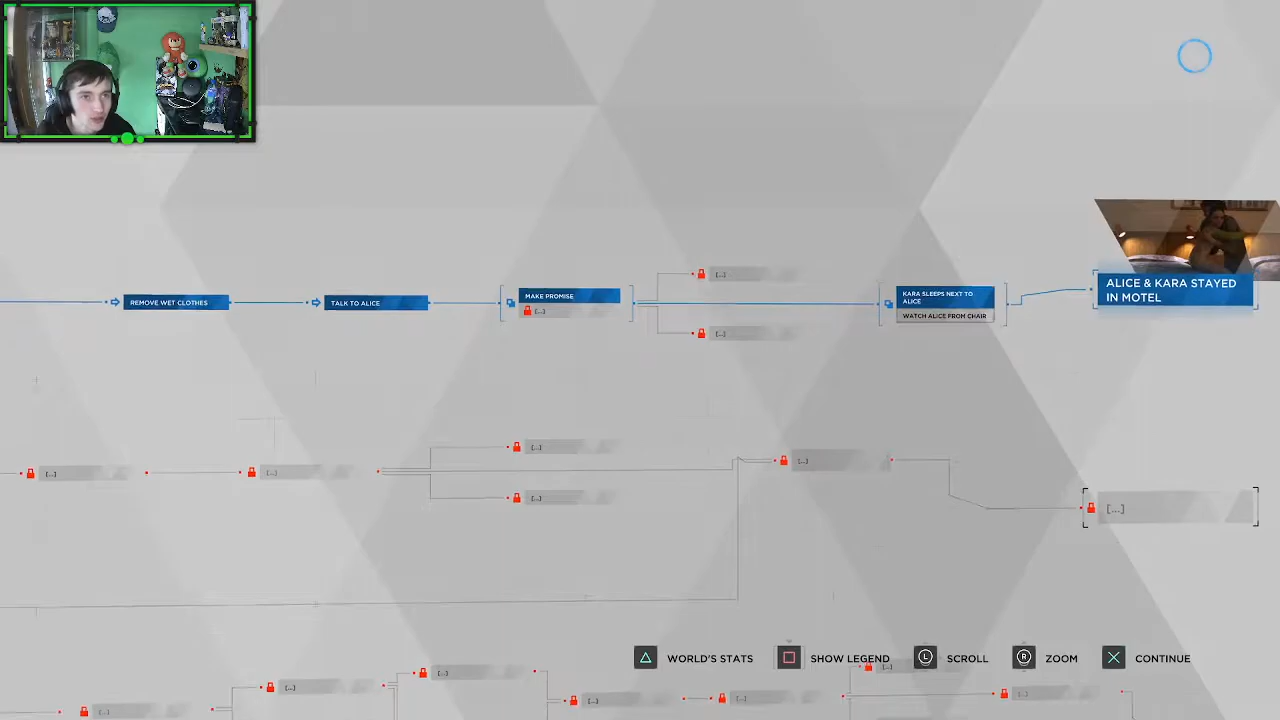 [...]
REMOVE WET CLOTHES
TALK TO ALICE
MAKE PROMISE
[...]
[...]
KARA SLEEPS NEXT TO
ALICE
WATCH ALICE FROM CHAIR
ALICE & KARA STAYED
IN MOTEL
[...]
[...]
[...]
[...]
[...]
[...]
WORLD'S STATS
SHOW LEGEND
L
SCROLL
R
ZOOM
CONTINUE
[...]
[...]
[...]
[...]
[...]
[...]
[...]